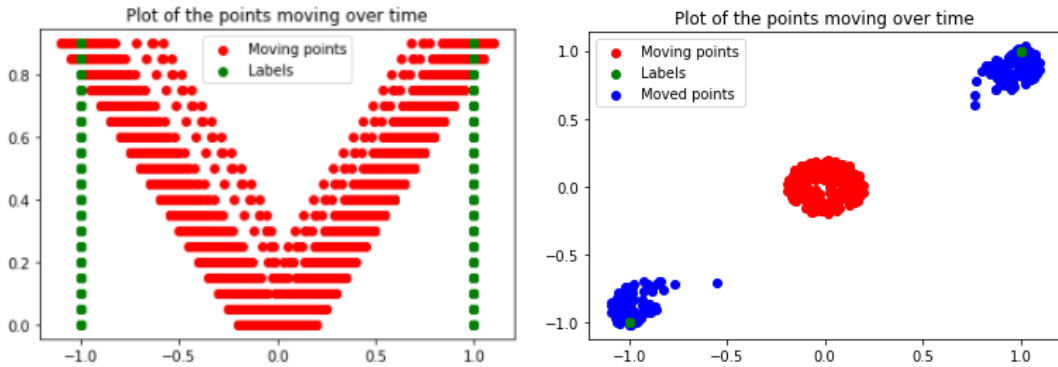 Plot of the points moving over time
Moving points
Labels
0.8
0.6
0.4
0.2
0.0
-1.0 -0.5 0.0 0.5 1.0
Plot of the points moving over time
Moving points
Labels
Moved points
1.0
0.5
0.0
−0.5
−1.0
−1.0 −0.5 0.0 0.5 1.0